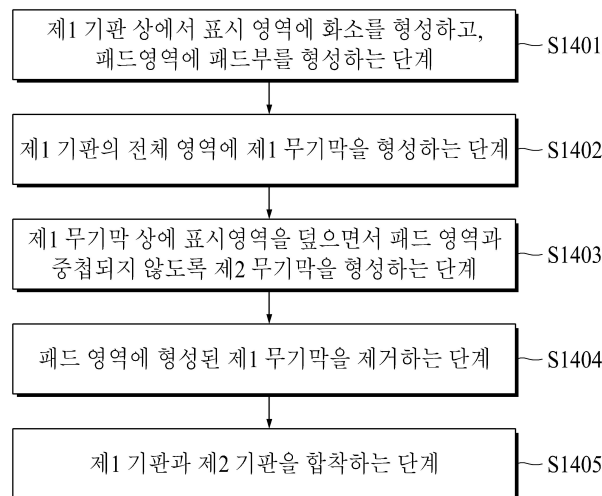 제1 기판 상에서 표시 영역에 화소를 형성하고,
패드영역에 패드부를 형성하는 단계
S1401
제1 기판의 전체 영역에 제1 무기막을 형성하는 단계
S1402
제1 무기막 상에 표시영역을 덮으면서 패드 영역과
중첩되지 않도록 제2 무기막을 형성하는 단계
S1403
패드 영역에 형성된 제1 무기막을 제거하는 단계
S1404
제1 기판과 제2 기판을 합착하는 단계
S1405